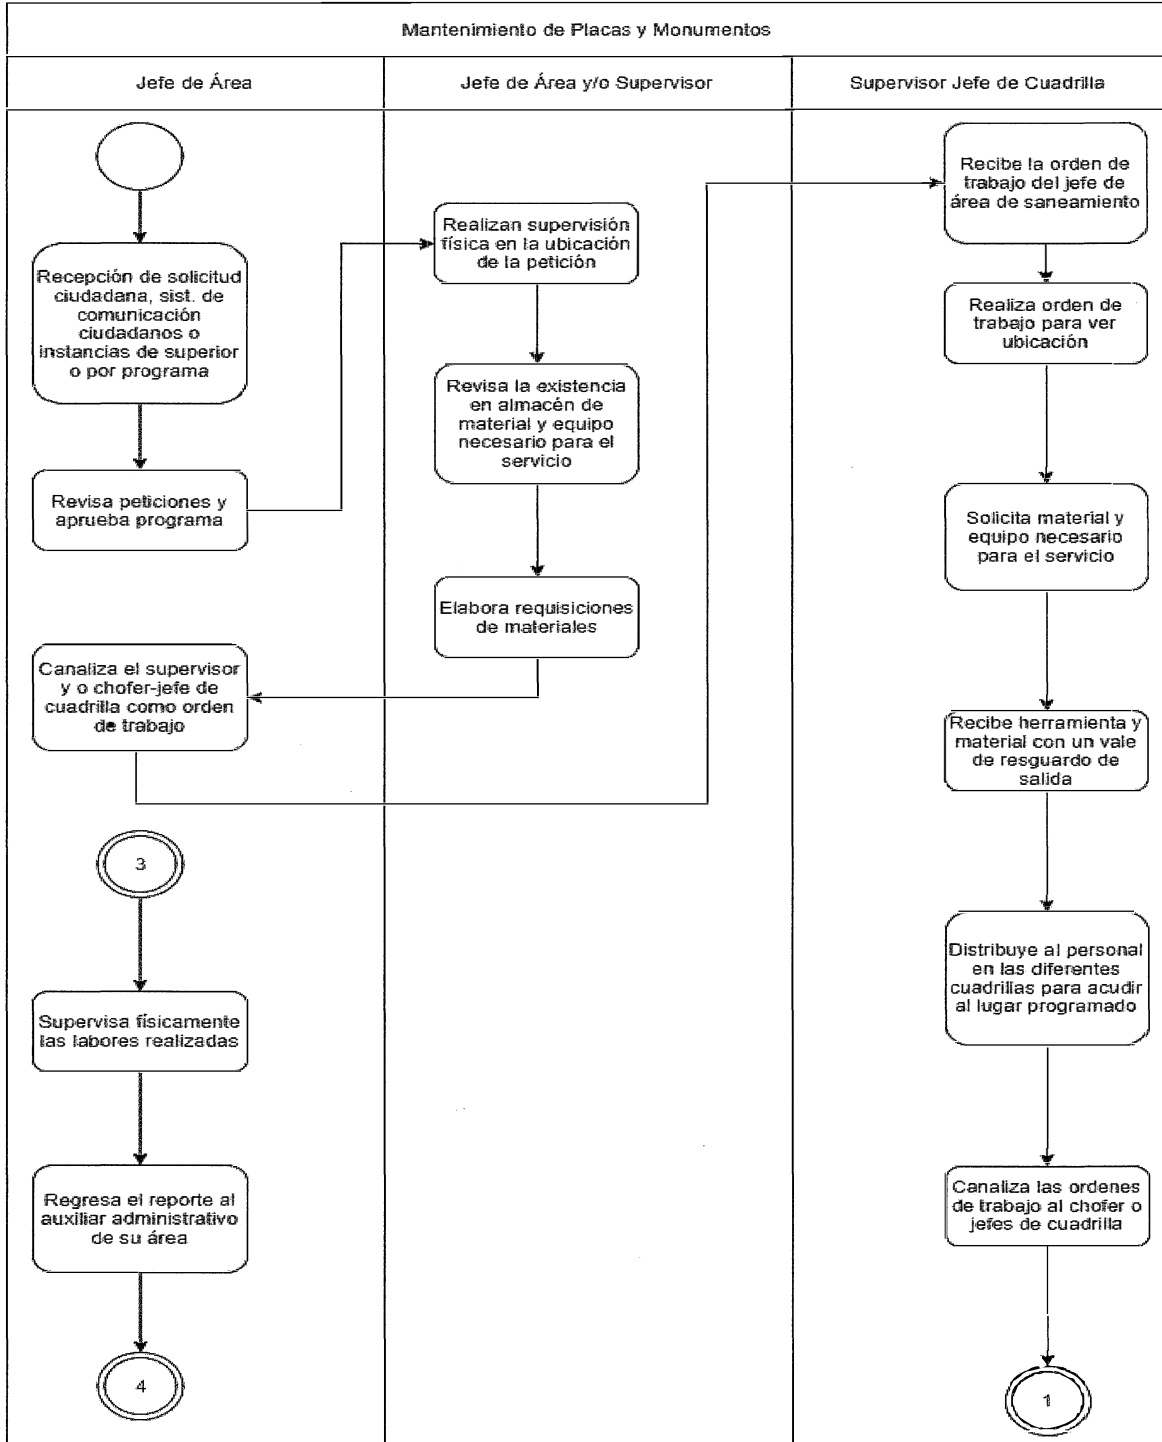 Mantenimiento de Placas y Monumentos
Jefe de Área
Jefe de Área y/o Supervisor
Supervisor Jefe de Cuadrilla
Recepción de solicitud
ciudadana, sist. de
comunicación
ciudadanos o
instancias de superior
o por programa
Revisa peticiones y
aprueba programa
Realizan supervisión
física en la ubicación
de la petición
Revisa la existencia
en almacén de
material y equipo
necesario para el
servicio
Elabora requisiciones
de materiales
Canaliza el supervisor
y o chofer-jefe de
cuadrilla como orden
de trabajo
Recibe la orden de
trabajo del jefe de
área de saneamiento
Realiza orden de
trabajo para ver
ubicación
Solicita material y
equipo necesario
para el servicio
Recibe herramienta y
material con un vale
de resguardo de
salida
Distribuye al personal
en las diferentes
cuadrillas para acudir
al lugar programado
Canaliza las ordenes
de trabajo al chofer o
jefes de cuadrilla
1
3
Supervisa físicamente
las labores realizadas
Regresa el reporte al
auxiliar administrativo
de su área
4